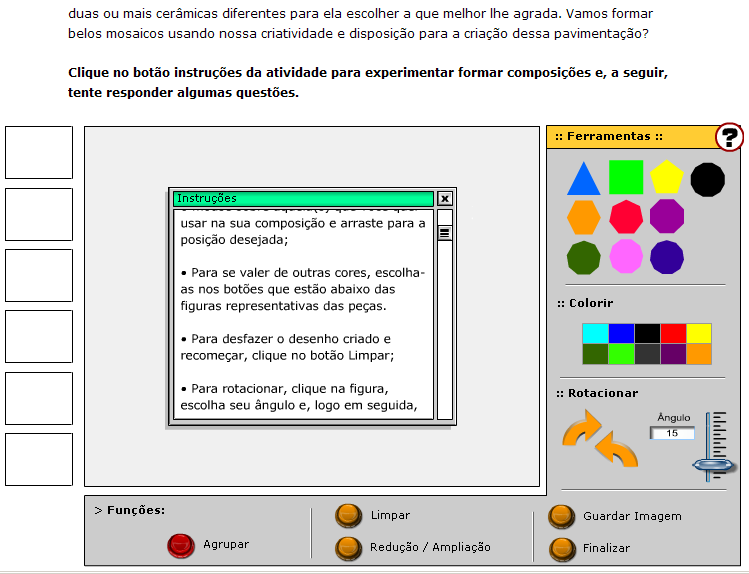 duas ou mais cerâmicas diferentes para ela escolher a que melhor lhe agrada. Vamos formar
belos mosaicos usando nossa criatividade e disposição para a criação dessa pavimentação?
Clique no botão instruções da atividade para experimentar formar composições e, a seguir,
tente responder algumas questões.
:: Ferramentas ::
?
Instruções
x
usar na sua composição e arraste para a
posição desejada;
• Para se valer de outras cores, escolha-
as nos botões que estão abaixo das
figuras representativas das peças.
• Para desfazer o desenho criado e
recomeçar, clique no botão Limpar;
• Para rotacionar, clique na figura,
escolha seu ângulo e, logo em seguida,
:: Colorir
:: Rotacionar
Ângulo
15
> Funções:
Agrupar
Limpar
Redução / Ampliação
Guardar Imagem
Finalizar